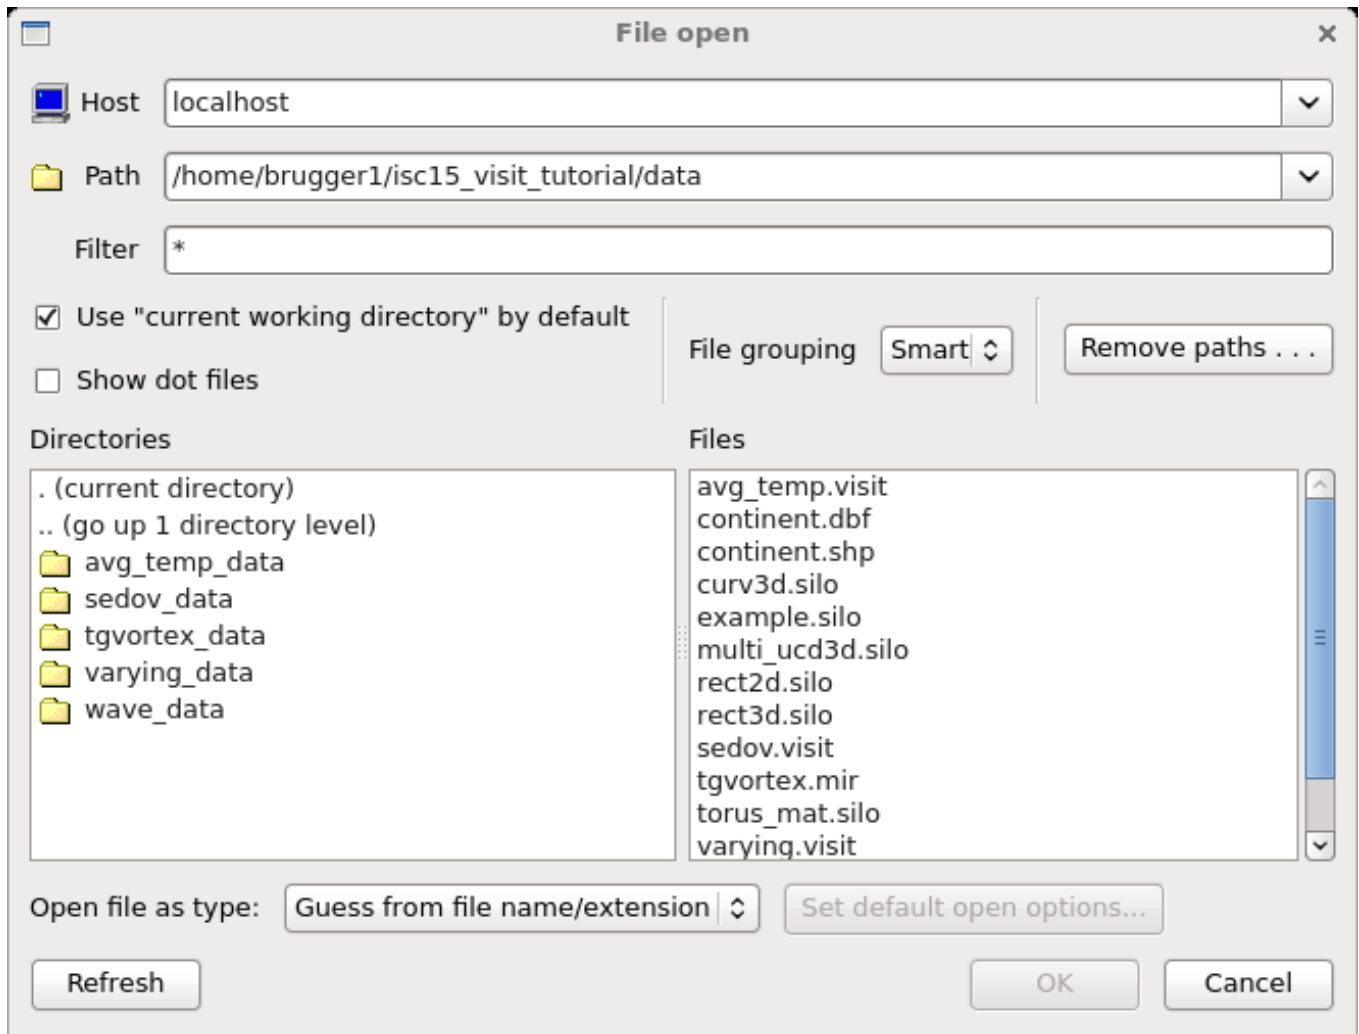 File open
Host localhost
Path /home/brugger1/isc15_visit_tutorial/data
Filter *
Use "current working directory" by default
Show dot files
File grouping Smart
Remove paths . . .
Directories
. (current directory)
.. (go up 1 directory level)
avg_temp_data
sedov_data
tgvortex_data
varying_data
wave_data
Files
avg_temp.visit
continent.dbf
continent.shp
curv3d.silo
example.silo
multi_ucd3d.silo
rect2d.silo
rect3d.silo
sedov.visit
tgvortex.mir
torus_mat.silo
varying.visit
Open file as type: Guess from file name/extension Set default open options...
Refresh OK Cancel